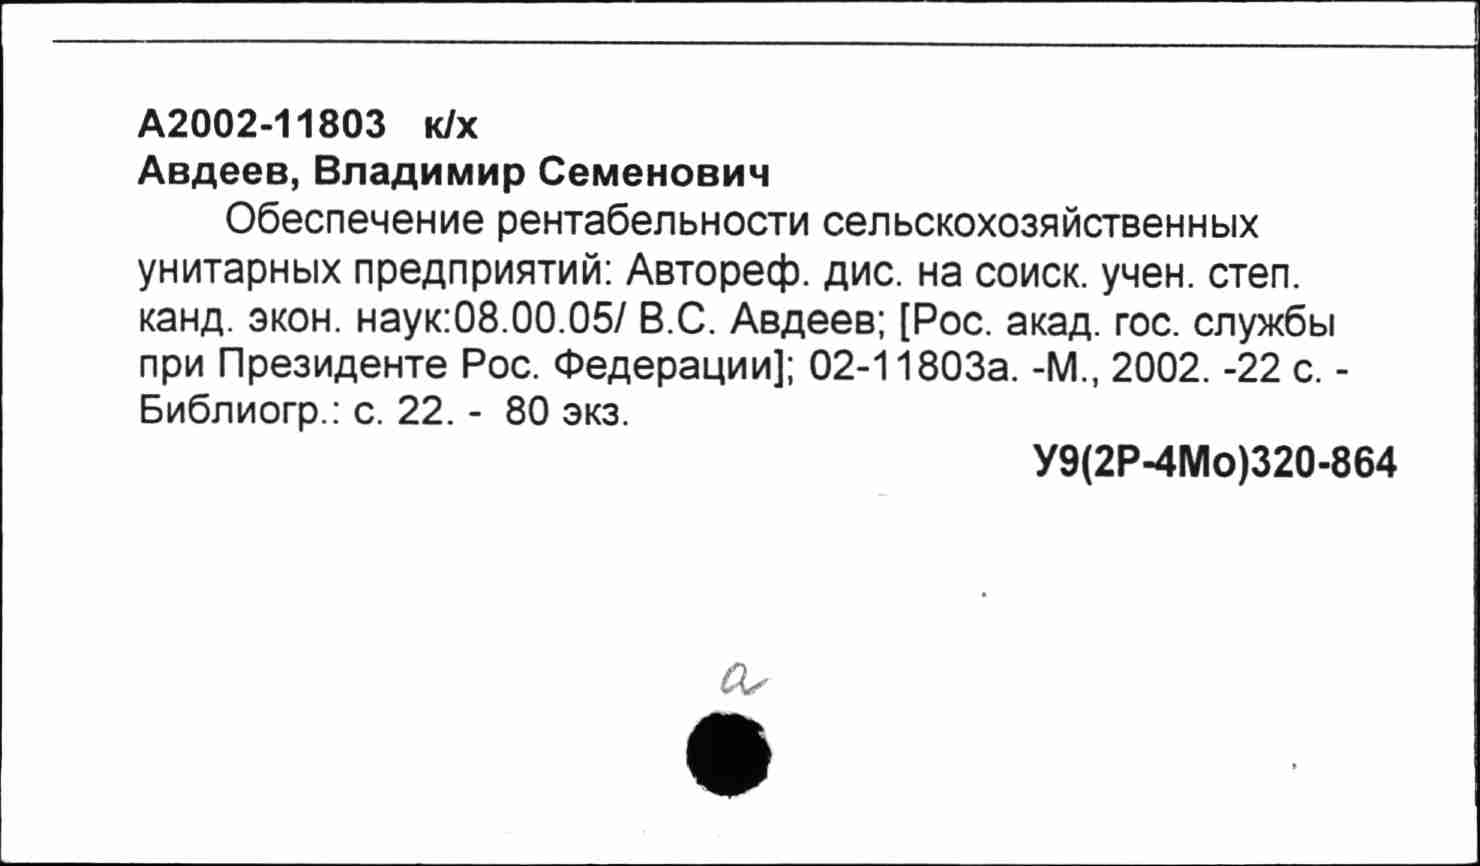 А2002-11803 к/х
Авдеев, Владимир Семенович
Обеспечение рентабельности сельскохозяйственных
унитарных предприятий: Автореф. дис. на соиск. учен. степ.
канд. экон. наук:08.00.05/ В.С. Авдеев; [Рос. акад. гос. службы
при Президенте Рос. Федерации]; 02-11803а. -М., 2002. -22 с. -
Библиогр.: с. 22. - 80 экз.
У9(2Р-4Мо)320-864
а